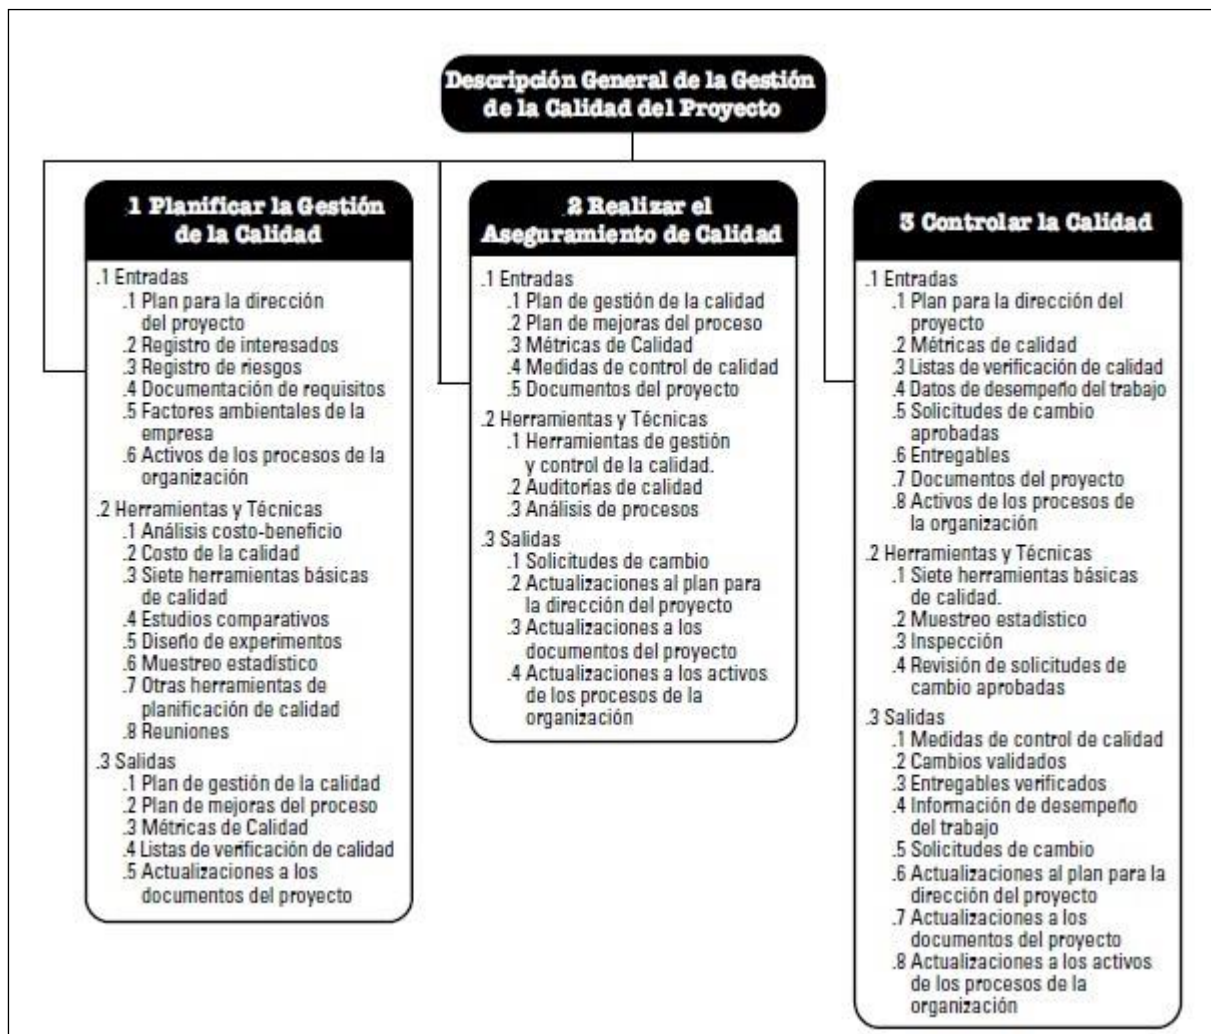 Descripción General de la Gestión
de la Calidad del Proyecto
.1 Planificar la Gestión
de la Calidad
.1 Entradas
.1 Plan para la dirección
del proyecto
.2 Registro de interesados
.3 Registro de riesgos
.4 Documentación de requisitos
.5 Factores ambientales de la
empresa
.6 Activos de los procesos de la
organización
.2 Herramientas y Técnicas
.1 Análisis costo-beneficio
.2 Costo de la calidad
.3 Siete herramientas básicas
de calidad
.4 Estudios comparativos
.5 Diseño de experimentos
.6 Muestreo estadístico
.7 Otras herramientas de
planificación de calidad
.8 Reuniones
.3 Salidas
.1 Plan de gestión de la calidad
.2 Plan de mejoras del proceso
.3 Métricas de Calidad
.4 Listas de verificación de calidad
.5 Actualizaciones a los
documentos del proyecto
.2 Realizar el
Aseguramiento de Calidad
.1 Entradas
.1 Plan de gestión de la calidad
.2 Plan de mejoras del proceso
.3 Métricas de Calidad
.4 Medidas de control de calidad
.5 Documentos del proyecto
.2 Herramientas y Técnicas
.1 Herramientas de gestión
y control de la calidad.
.2 Auditorías de calidad
.3 Análisis de procesos
.3 Salidas
.1 Solicitudes de cambio
.2 Actualizaciones al plan para
la dirección del proyecto
.3 Actualizaciones a los
documentos del proyecto
.4 Actualizaciones a los activos
de los procesos de la
organización
3 Controlar la Calidad
.1 Entradas
.1 Plan para la dirección del
proyecto
.2 Métricas de calidad
.3 Listas de verificación de calidad
.4 Datos de desempeño del trabajo
.5 Solicitudes de cambio
aprobadas
.6 Entregables
.7 Documentos del proyecto
.8 Activos de los procesos de
la organización
.2 Herramientas y Técnicas
.1 Siete herramientas básicas
de calidad.
.2 Muestreo estadístico
.3 Inspección
.4 Revisión de solicitudes de
cambio aprobadas
.3 Salidas
.1 Medidas de control de calidad
.2 Cambios validados
.3 Entregables verificados
.4 Información de desempeño
del trabajo
.5 Solicitudes de cambio
.6 Actualizaciones al plan para la
dirección del proyecto
.7 Actualizaciones a los
documentos del proyecto
.8 Actualizaciones a los activos
de los procesos de la
organización